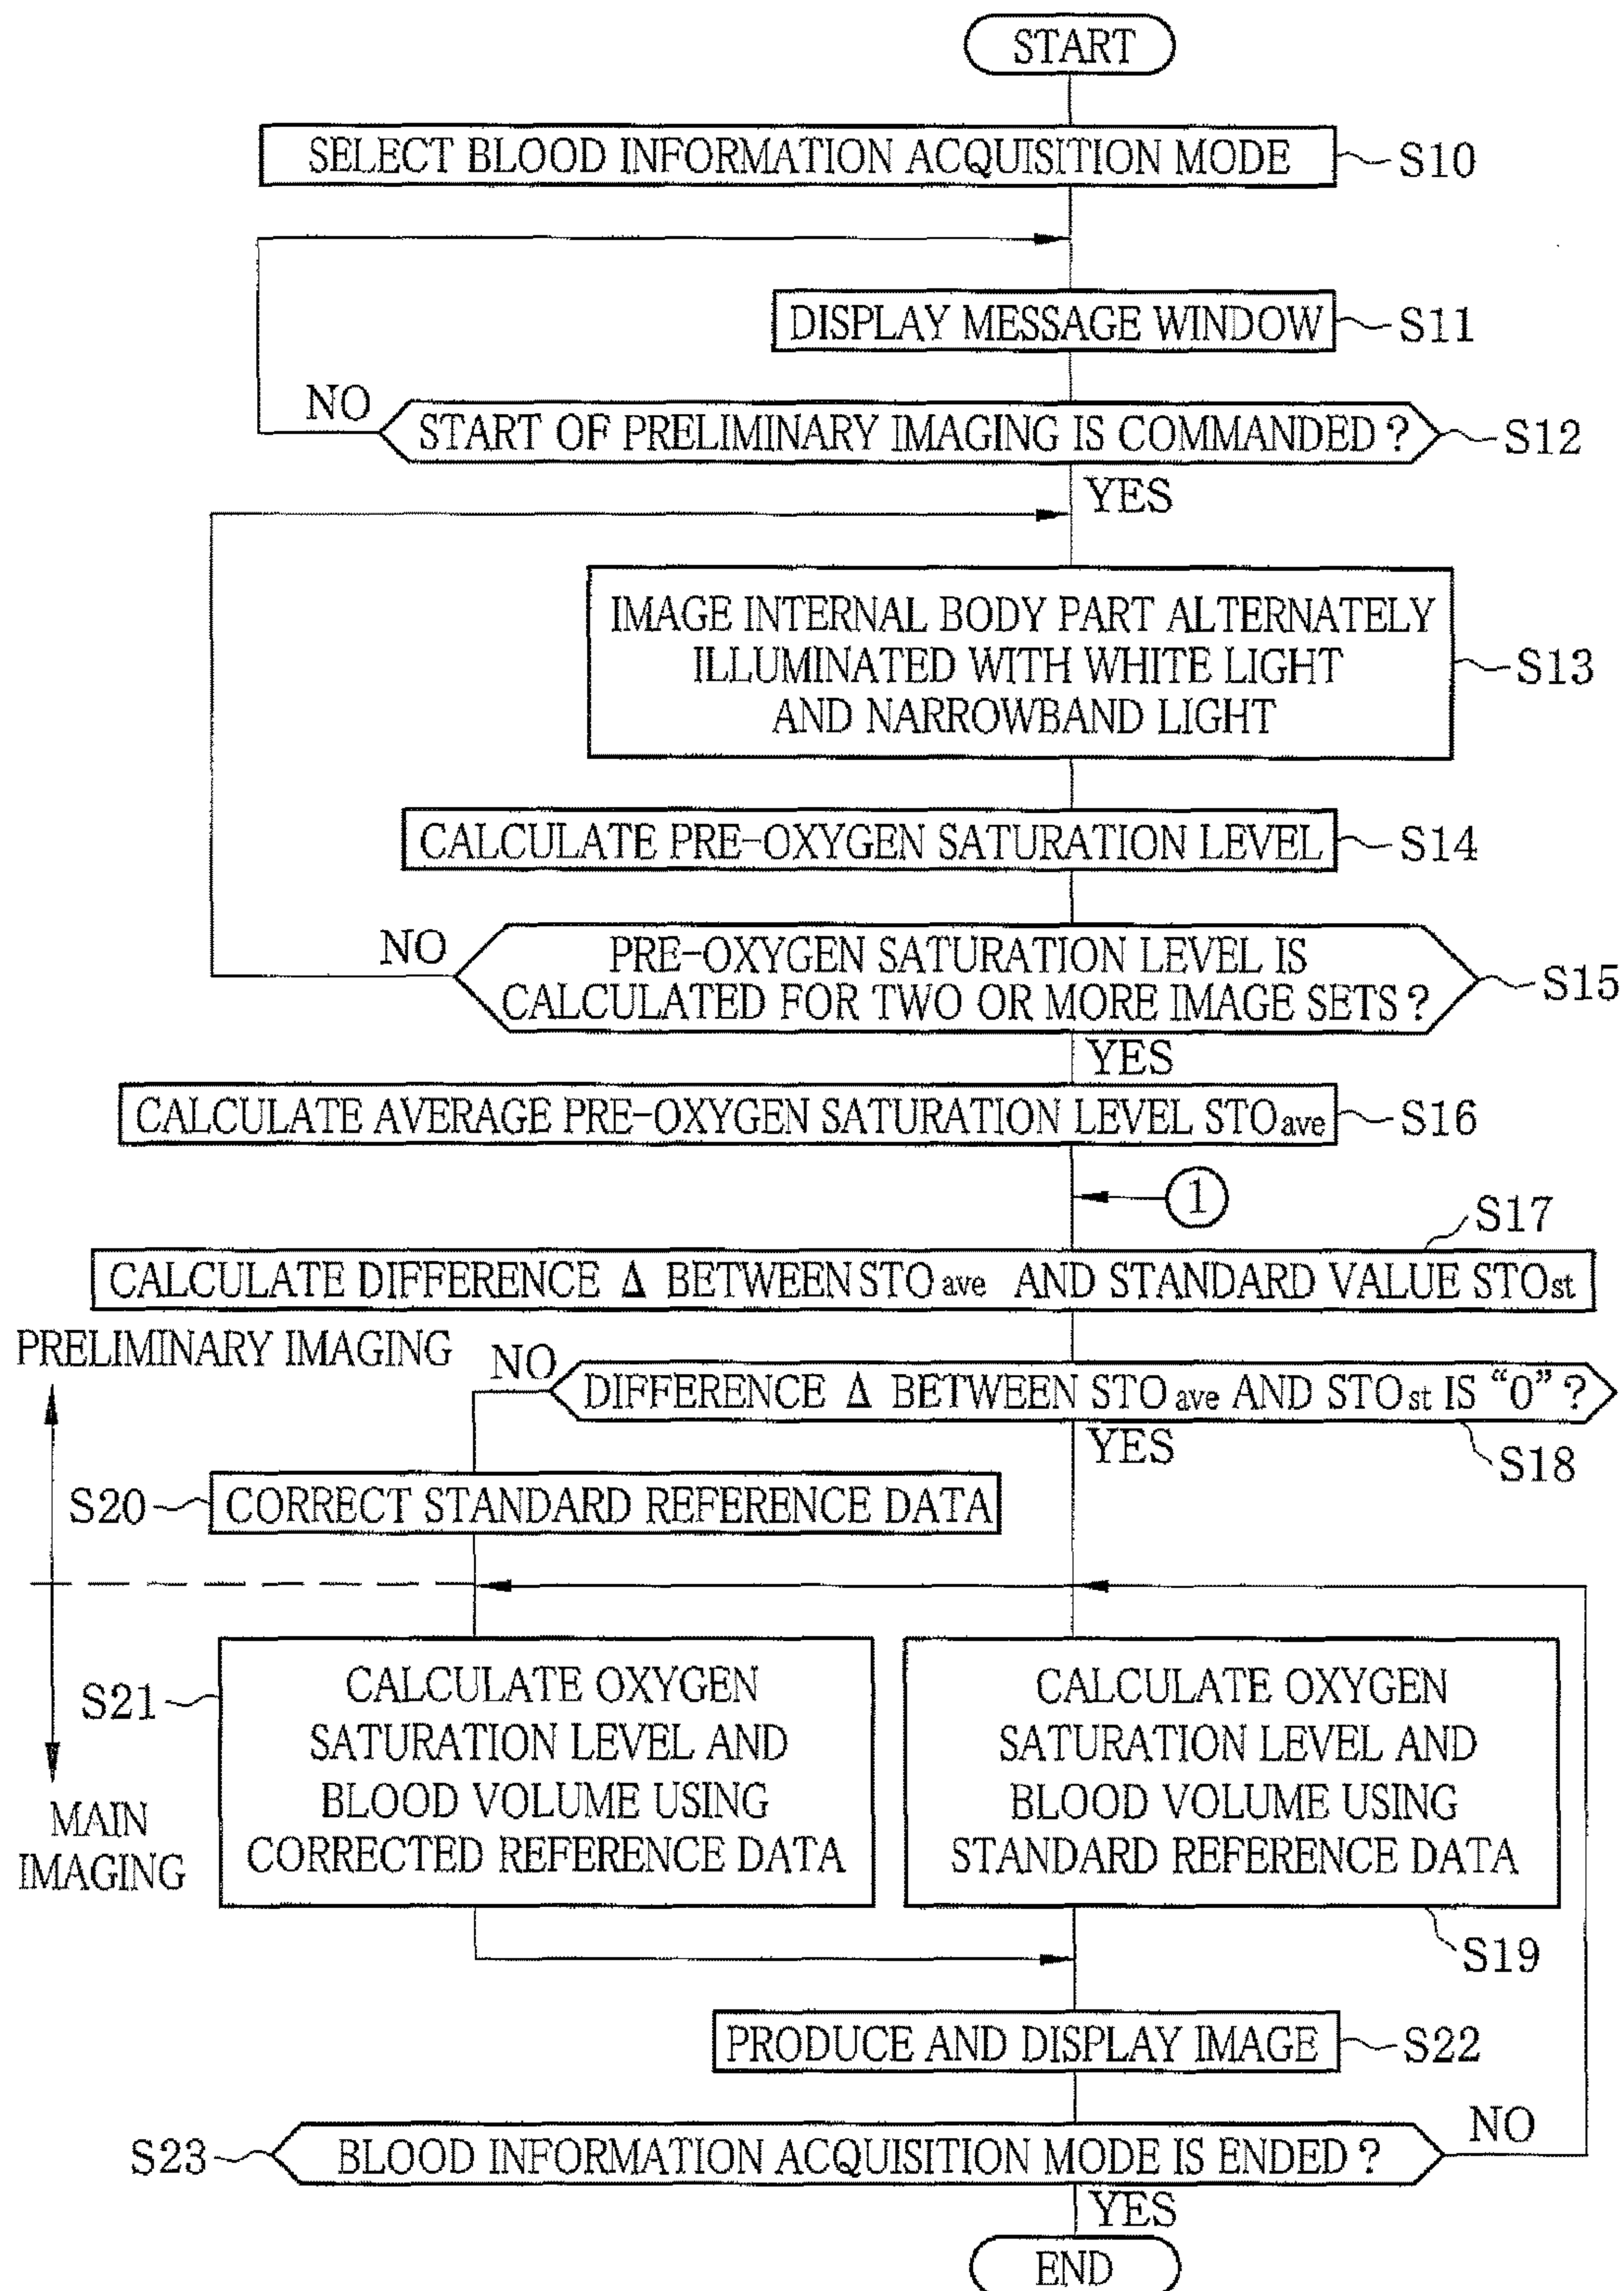 START
SELECT BLOOD INFORMATION ACQUISITION MODE
S10
DISPLAY MESSAGE WINDOW
S11
NO
START OF PRELIMINARY IMAGING IS COMMANDED?
S12
YES
IMAGE INTERNAL BODY PART ALTERNATELY
ILLUMINATED WITH WHITE LIGHT
AND NARROWBAND LIGHT
S13
CALCULATE PRE-OXYGEN SATURATION LEVEL
S14
NO
PRE-OXYGEN SATURATION LEVEL IS
CALCULATED FOR TWO OR MORE IMAGE SETS?
S15
YES
CALCULATE AVERAGE PRE-OXYGEN SATURATION LEVEL STOave
S16
1
S17
CALCULATE DIFFERENCE Δ BETWEEN STOave AND STANDARD VALUE STOst
PRELIMINARY IMAGING
NO
DIFFERENCE Δ BETWEEN STOave AND STOst IS “0”?
YES
S18
S20
CORRECT STANDARD REFERENCE DATA
S21
CALCULATE OXYGEN
SATURATION LEVEL AND
BLOOD VOLUME USING
CORRECTED REFERENCE DATA
CALCULATE OXYGEN
SATURATION LEVEL AND
BLOOD VOLUME USING
STANDARD REFERENCE DATA
MAIN
IMAGING
S19
PRODUCE AND DISPLAY IMAGE
S22
S23
BLOOD INFORMATION ACQUISITION MODE IS ENDED?
NO
YES
END